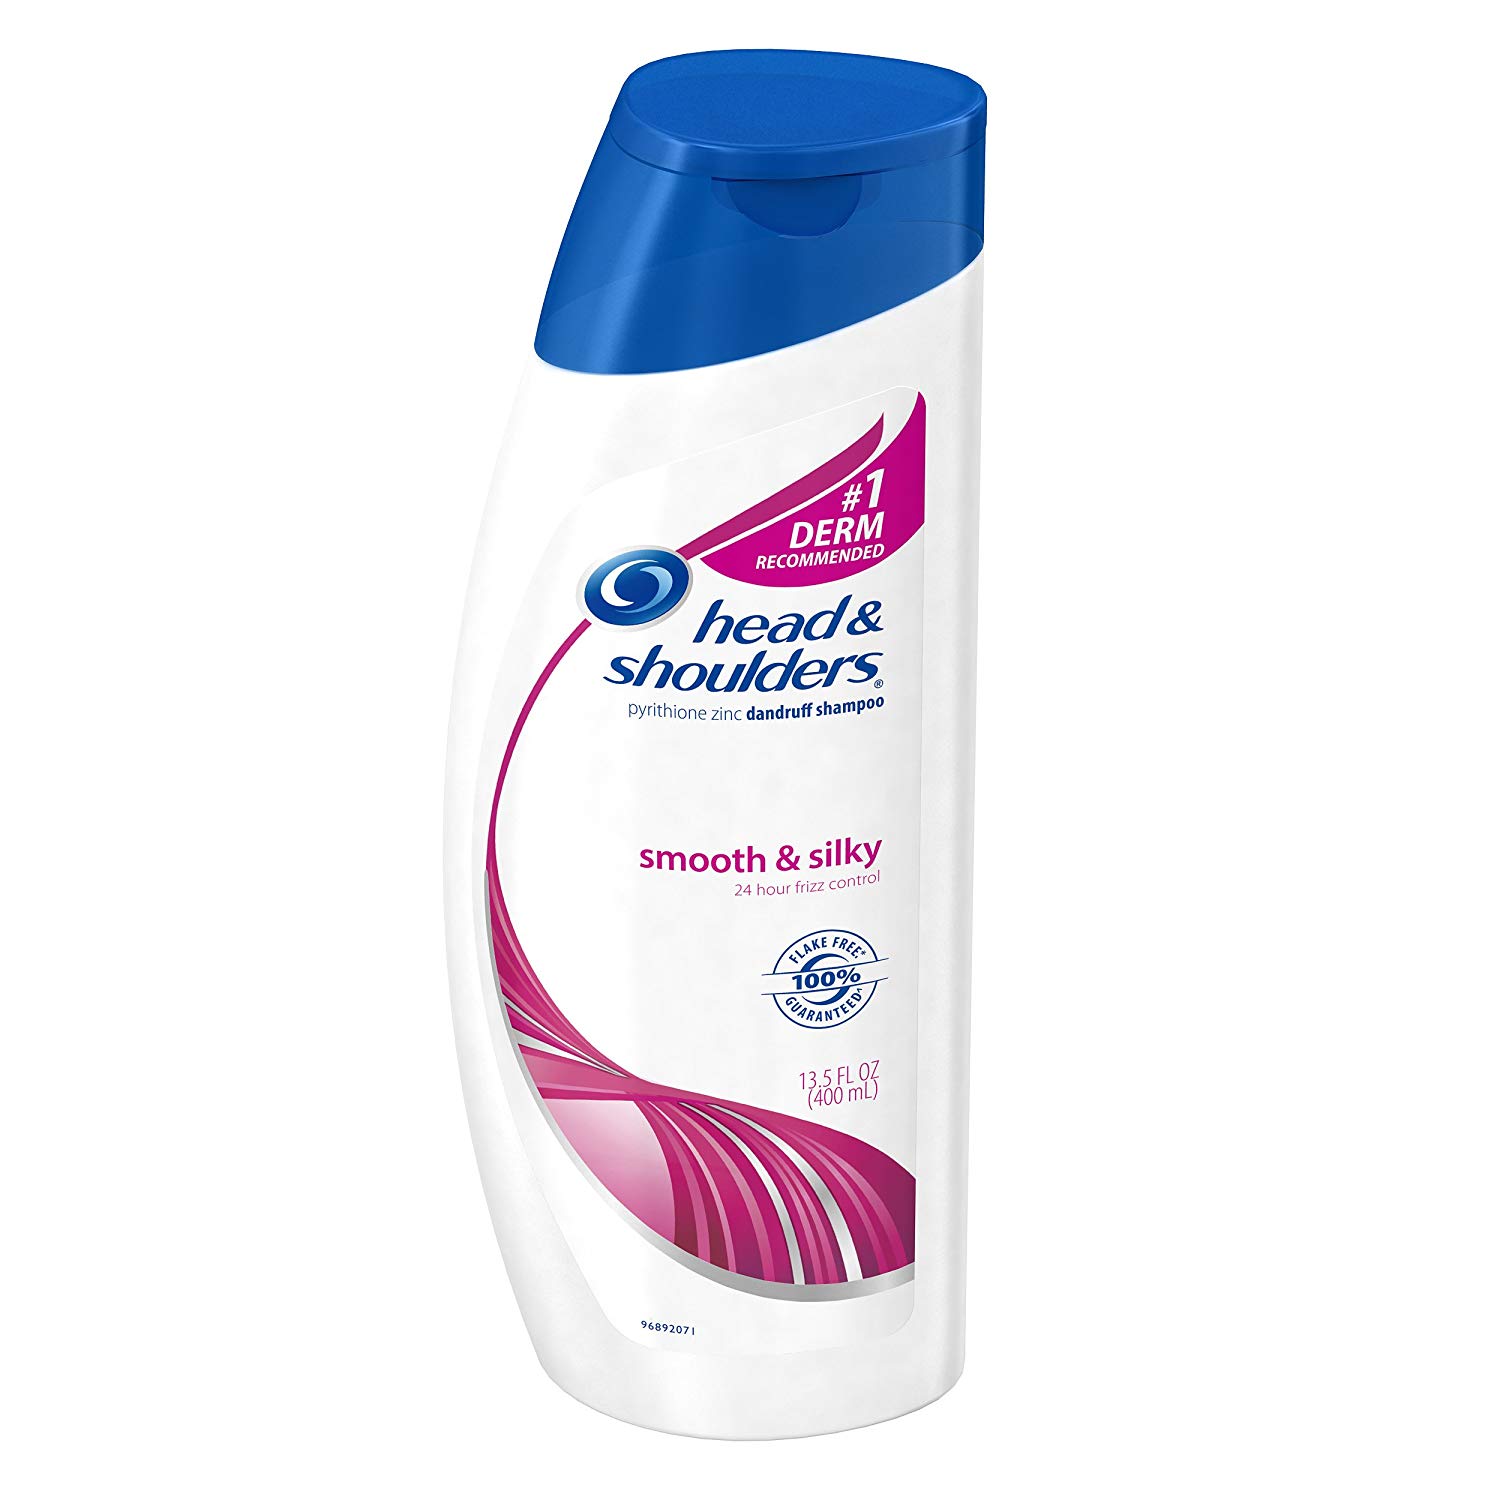 #1
DERM
RECOMMENDED
head &
shoulders®
pyrithione zinc dandruff shampoo
smooth & silky
24 hour frizz control
FLAKE FREE*
100%
GUARANTEED^
13.5 FL OZ
(400 mL)
96892071